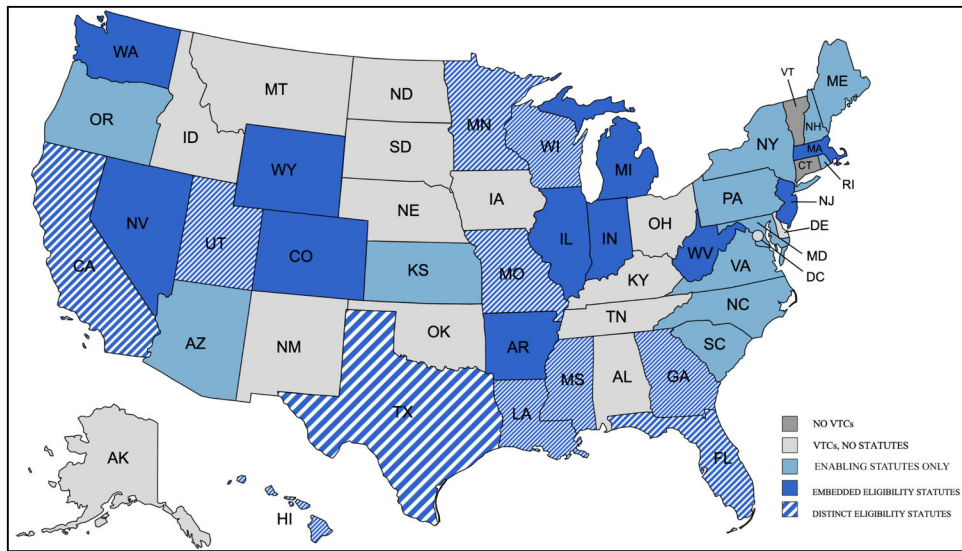 WA
MT
ND
MN
VT
ME
OR
ID
SD
WI
NH
NY
MA
WY
MI
CT
RI
IA
PA
NJ
NE
NV
UT
CO
IL
IN
OH
DE
WV
MD
CA
KS
MO
KY
VA
DC
NC
TN
AZ
NM
OK
AR
SC
MS
AL
GA
TX
LA
FL
AK
HI
NO VTCs
VTCs, NO STATUTES
ENABLING STATUTES ONLY
EMBEDDED ELIGIBILITY STATUTES
DISTINCT ELIGIBILITY STATUTES